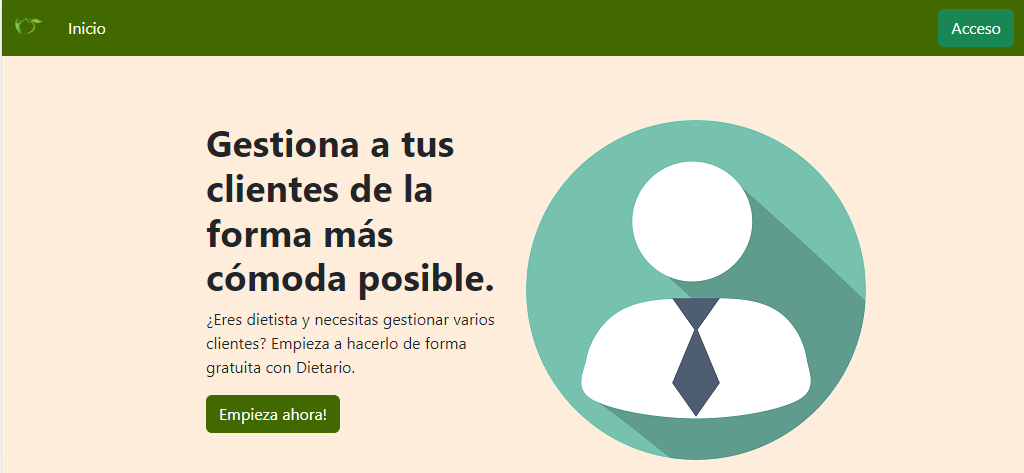 Inicio
Acceso
Gestiona a tus
clientes de la
forma más
cómoda posible.
¿Eres dietista y necesitas gestionar varios
clientes? Empieza a hacerlo de forma
gratuita con Dietario.
Empieza ahora!